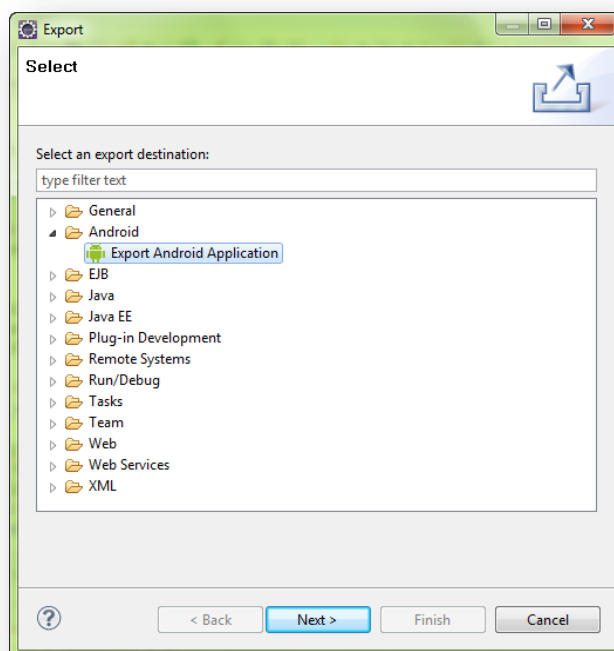 Export
Select
Select an export destination:
type filter text
General
Android
Export Android Application
EJB
Java
Java EE
Plug-in Development
Remote Systems
Run/Debug
Tasks
Team
Web
Web Services
XML
? < Back Next > Finish Cancel